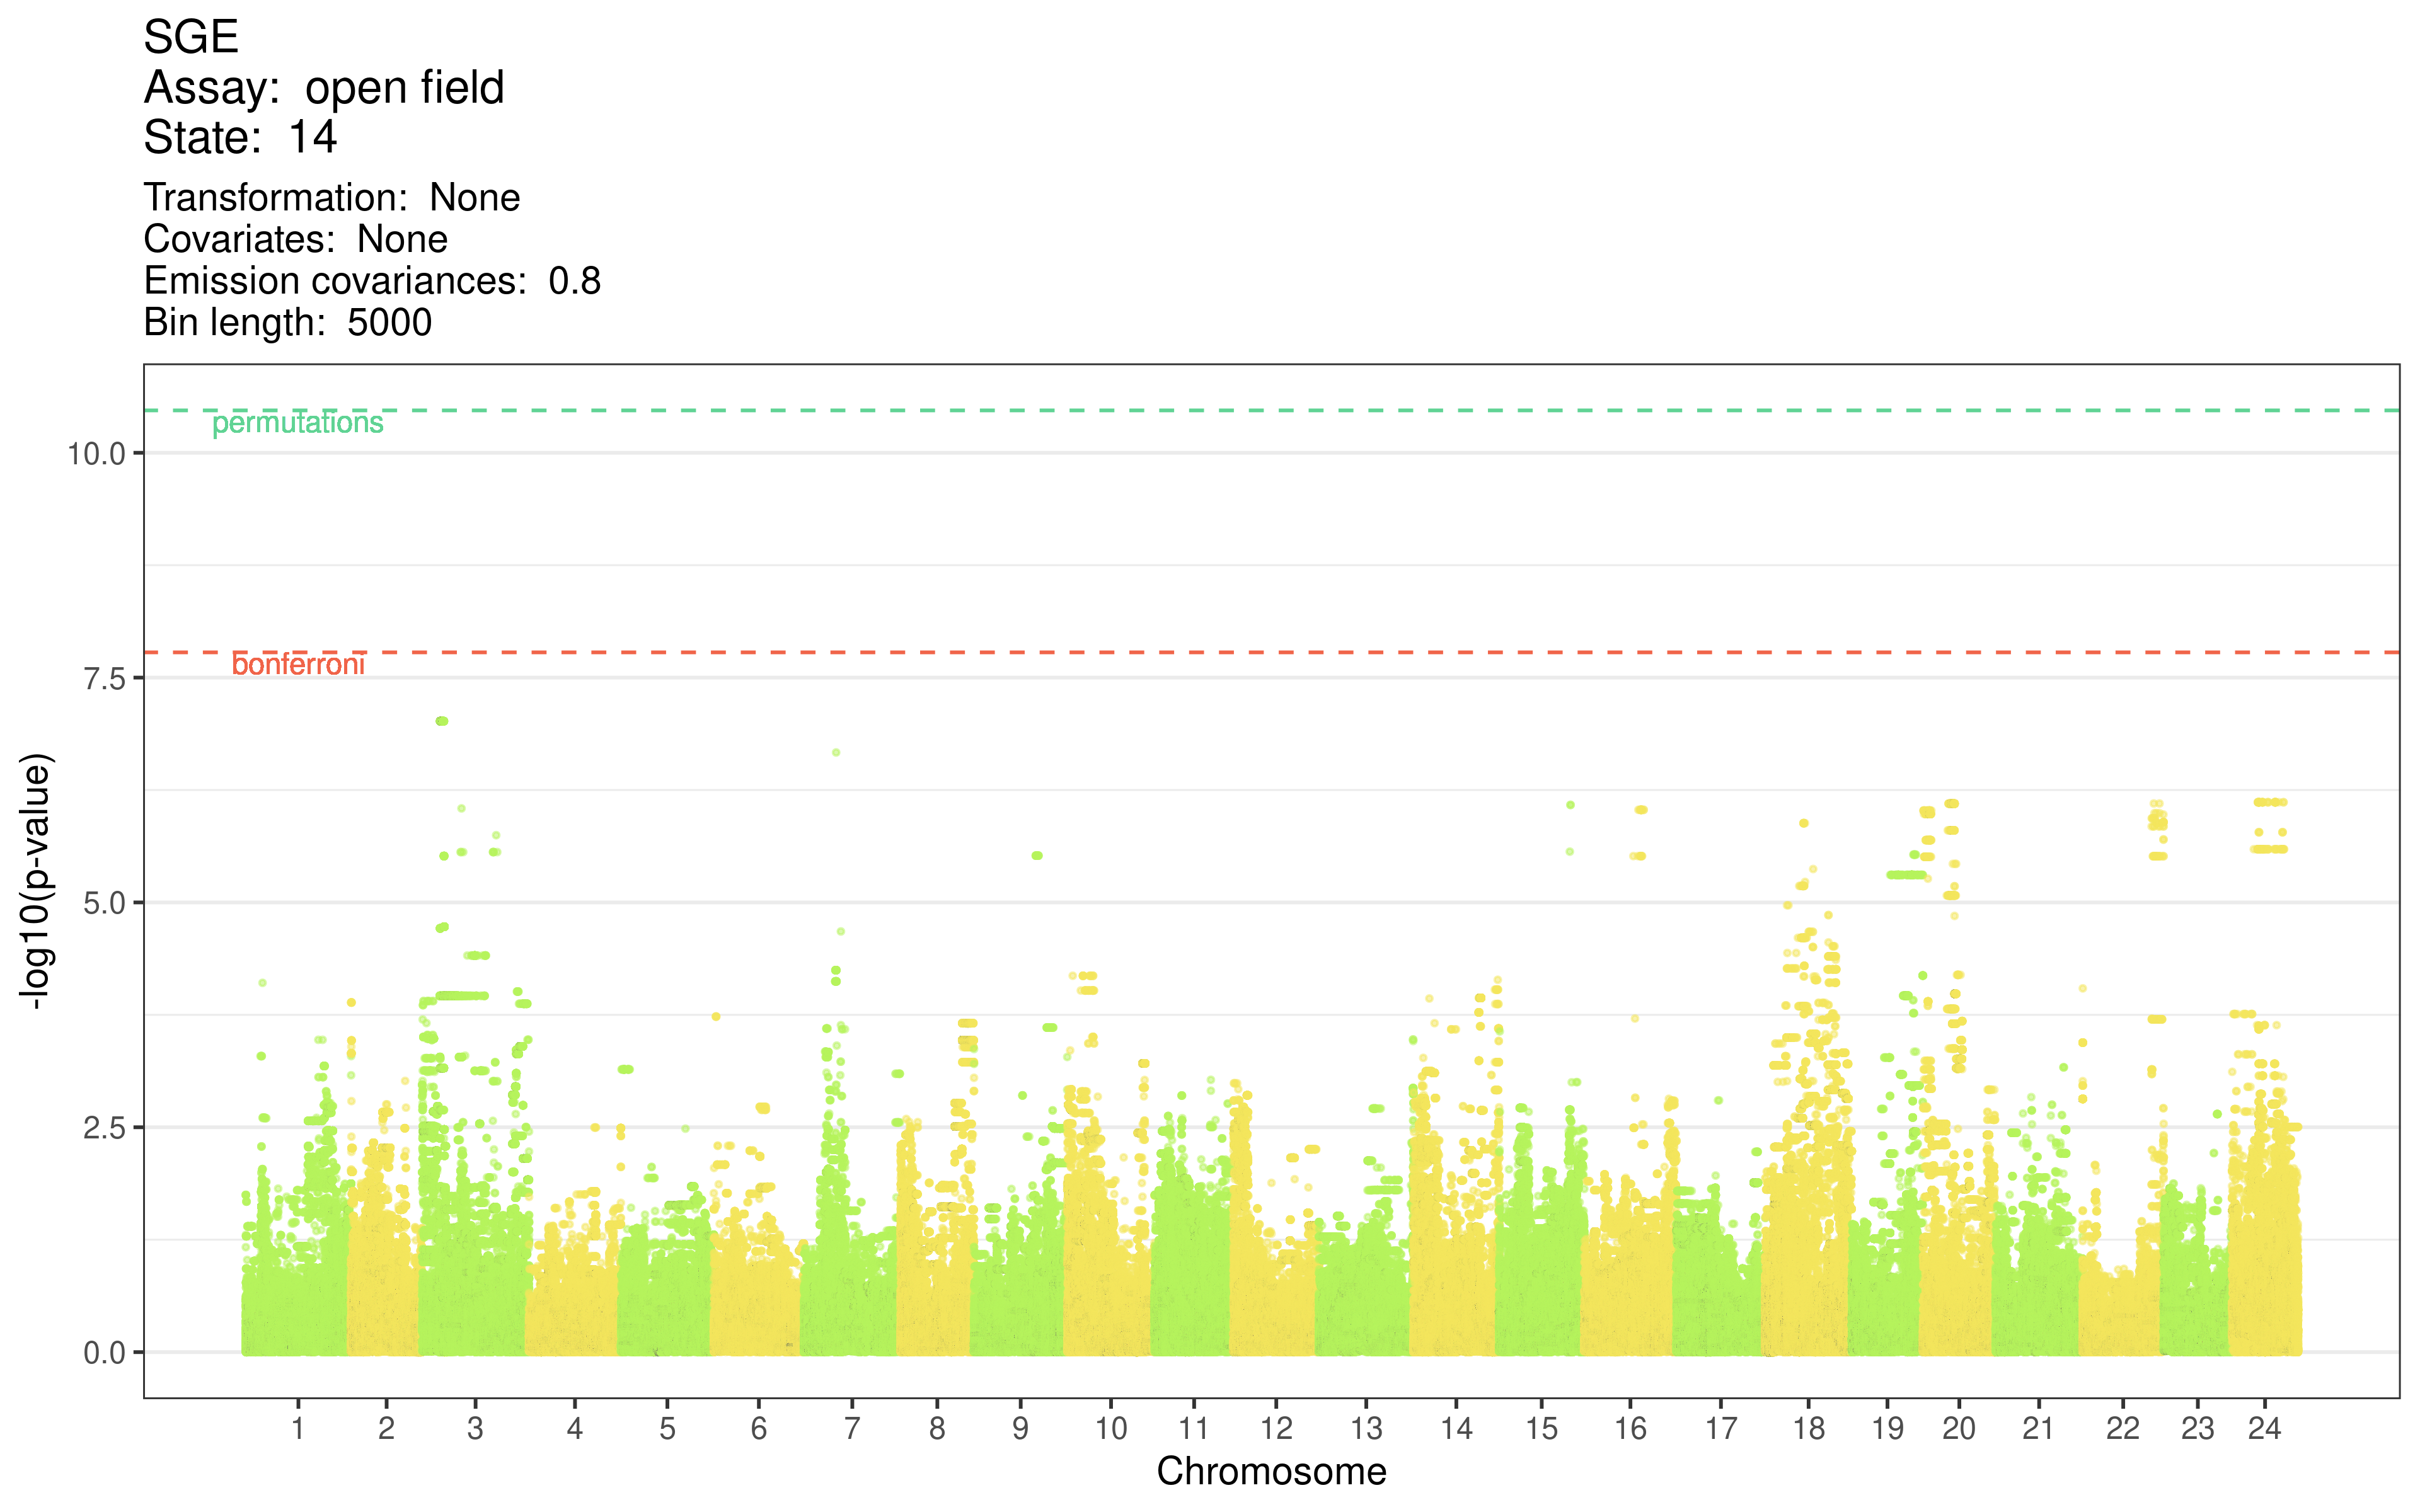 SGE
Assay:  open field
State:  14
Transformation:  None
Covariates:  None
Emission covariances:  0.8
Bin length:  5000
permutations
10.0
bonferroni
7.5
5.0
2.5
0.0
-log10(p-value)
1 2 3 4 5 6 7 8 9 10 11 12 13 14 15 16 17 18 19 20 21 22 23 24
Chromosome